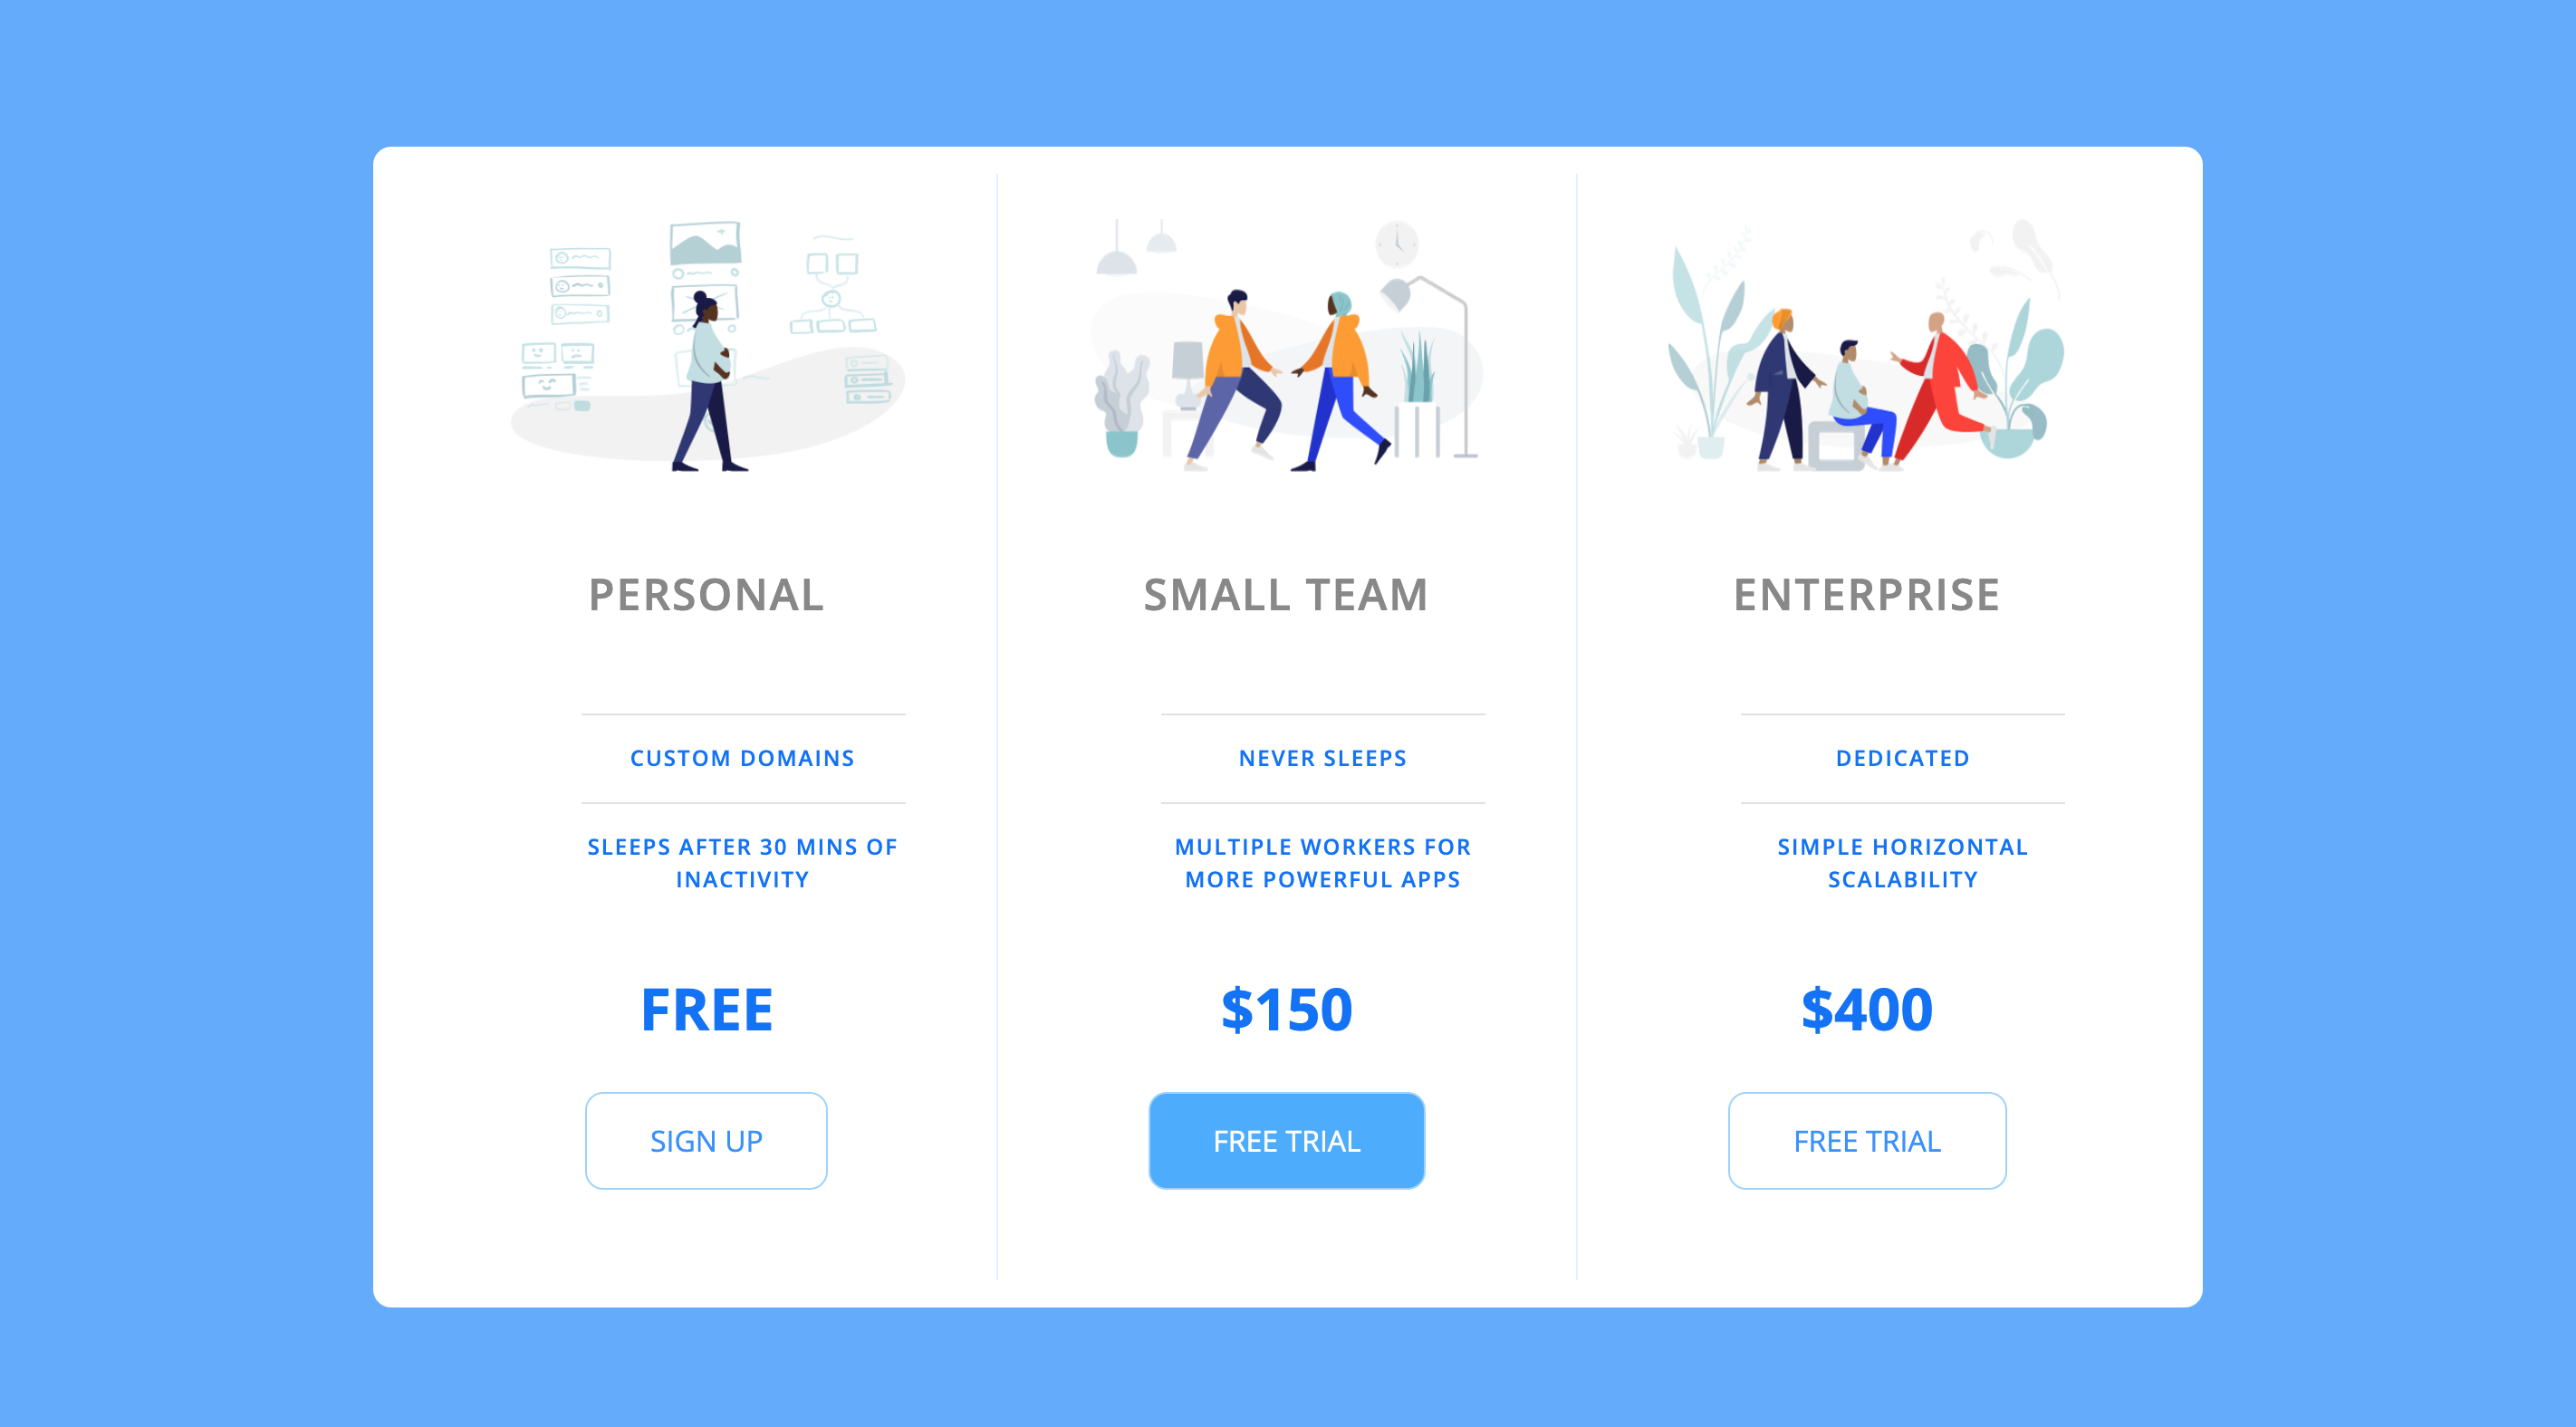 PERSONAL
CUSTOM DOMAINS
SLEEPS AFTER 30 MINS OF
INACTIVITY
FREE
SIGN UP
SMALL TEAM
NEVER SLEEPS
MULTIPLE WORKERS FOR
MORE POWERFUL APPS
$150
FREE TRIAL
ENTERPRISE
DEDICATED
SIMPLE HORIZONTAL
SCALABILITY
$400
FREE TRIAL